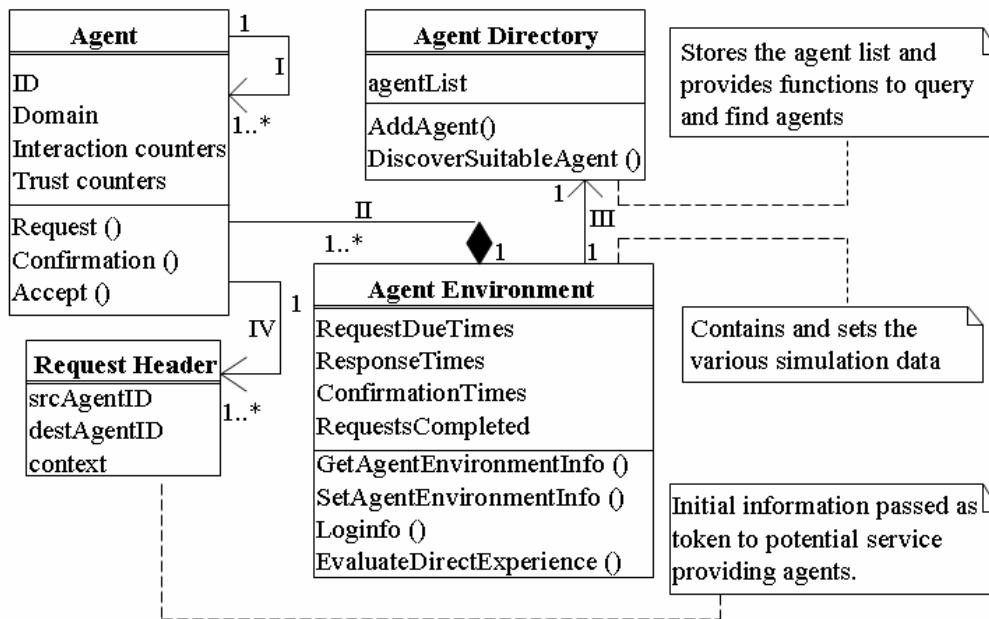 Agent
ID
Domain
Interaction counters
Trust counters
Request ()
Confirmation ()
Accept ()
1
I
1..*
Agent Directory
agentList
AddAgent()
DiscoverSuitableAgent ()
Stores the agent list and
provides functions to query
and find agents
II
1..*
1
1
III
1
Agent Environment
RequestDueTimes
ResponseTimes
ConfirmationTimes
RequestsCompleted
GetAgentEnvironmentInfo ()
SetAgentEnvironmentInfo ()
Loginfo ()
EvaluateDirectExperience ()
Contains and sets the
various simulation data
1
IV
1..*
Request Header
srcAgentID
destAgentID
context
Initial information passed as
token to potential service
providing agents.